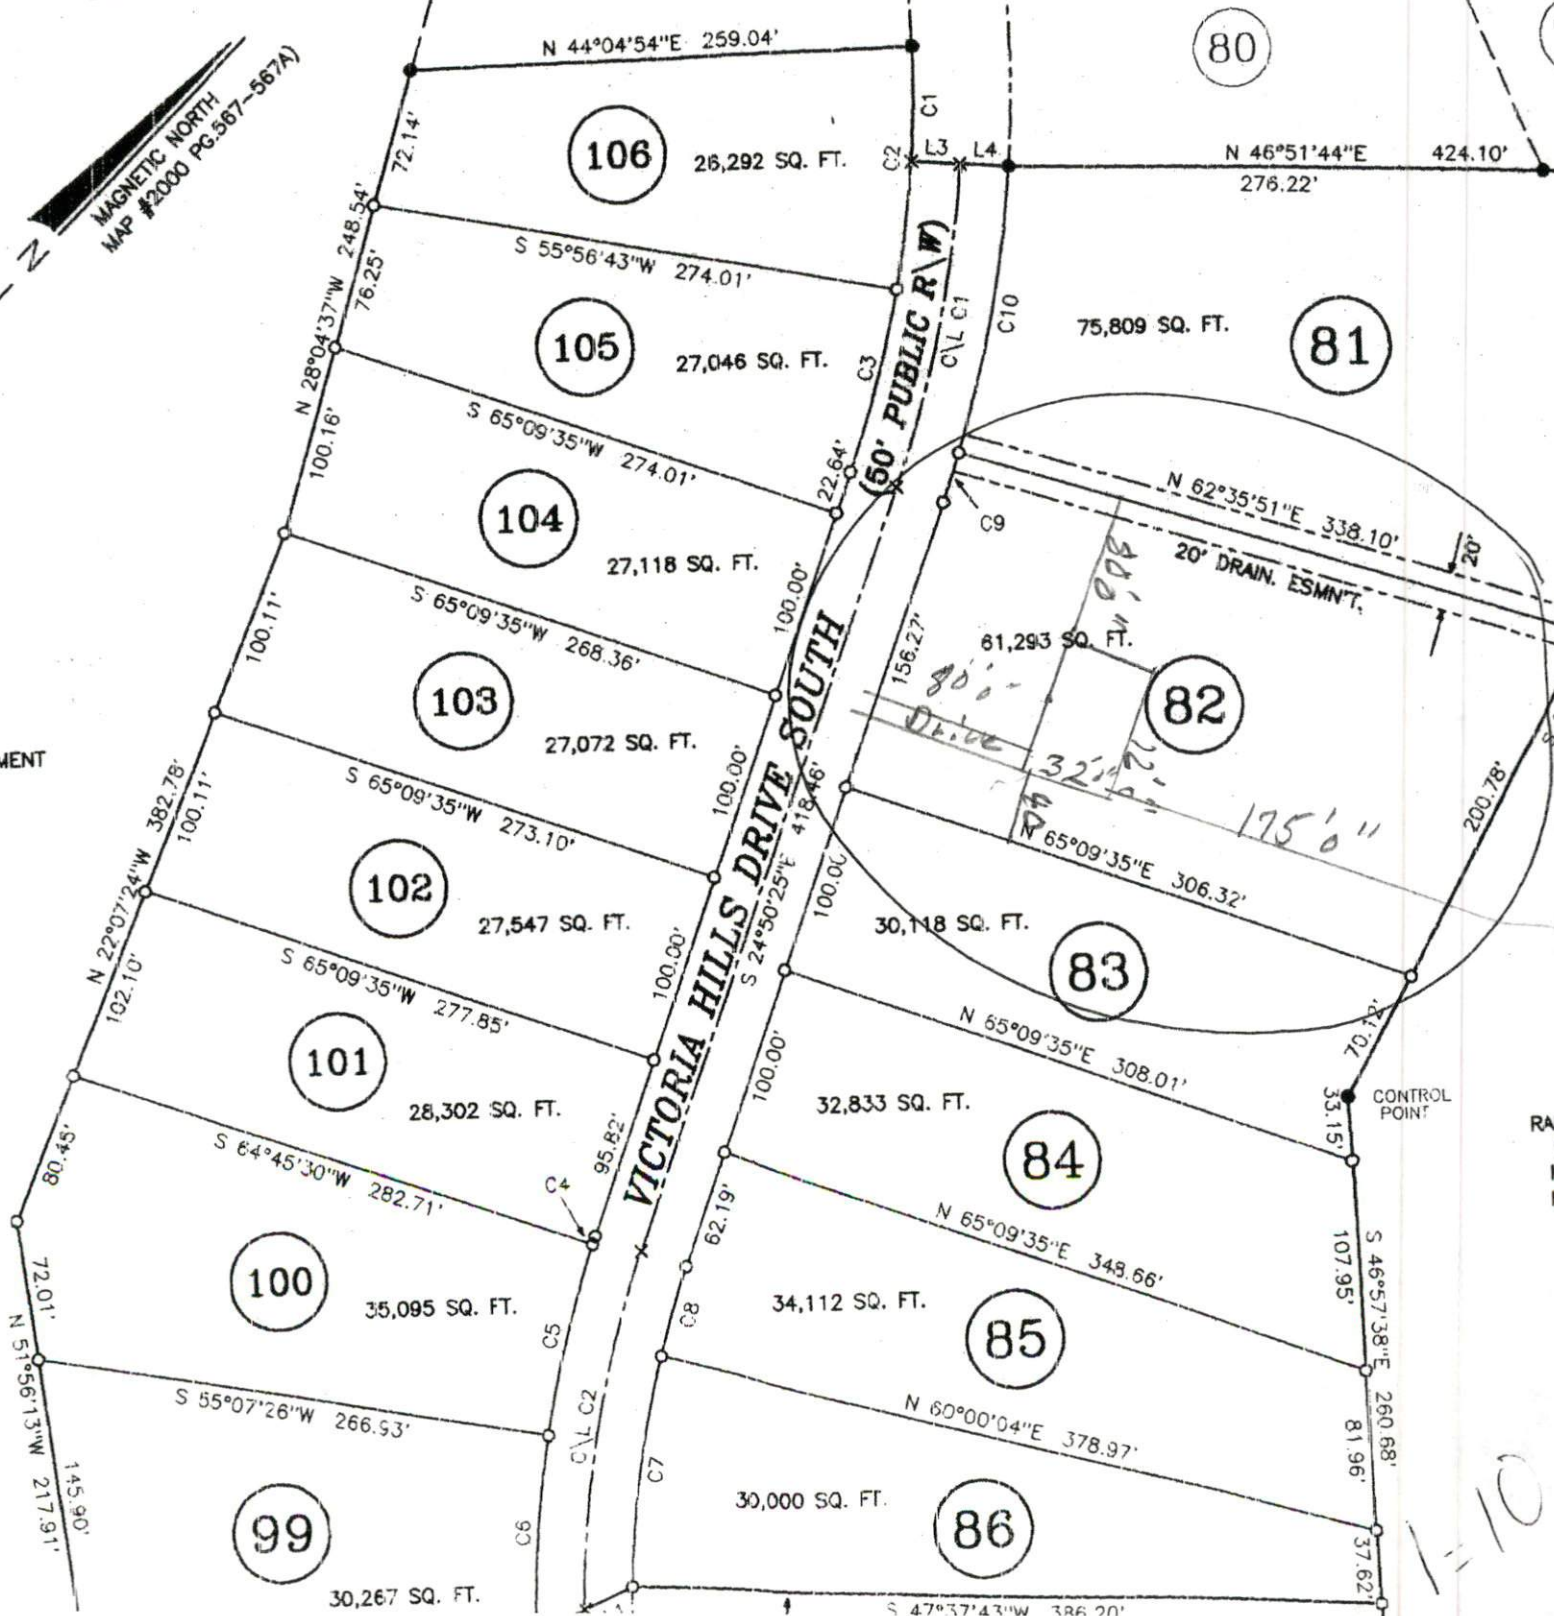 N 44°04'54"E 259.04'
80
C1
MAGNETIC NORTH
MAP #2000 PG.567-567A)
N
72.14'
106
26,292 SQ. FT.
C2
L3
L4
N 46°51'44"E 424.10'
276.22'
N 28°04'37"W 248.54'
S 55°56'43"W 274.01'
76.25'
105
27,046 SQ. FT.
C3
(50' PUBLIC R\W)
C\L C1
C10
75,809 SQ. FT.
81
100.16'
S 65°09'35"W 274.01'
22.64'
C9
N 62°35'51"E 338.10'
20' DRAIN. ESMN'T.
20'
104
27,118 SQ. FT.
100.00'
100.11'
S 65°09'35"W 268.36'
156.27'
61,293 SQ. FT.
82
80'0"
Drive
32'0"
22'0"
40
175'0"
103
27,072 SQ. FT.
MENT
100.00'
N 22°07'24"W 382.78'
100.11'
S 65°09'35"W 273.10'
VICTORIA HILLS DRIVE SOUTH
S 24°50'25"E 418.46'
N 65°09'35"E 306.32'
200.78'
102
27,547 SQ. FT.
100.00'
100.00'
30,118 SQ. FT.
83
102.10'
S 65°09'35"W 277.85'
N 65°09'35"E 308.01'
70.12'
101
28,302 SQ. FT.
95.82'
100.00'
32,833 SQ. FT.
84
33.15'
CONTROL
POINT
RA
80.45'
S 64°45'30"W 282.71'
C4
62.19'
N 65°09'35"E 348.66'
107.95'
S 46°57'38"E 260.68'
100
35,095 SQ. FT.
72.01'
C5
C8
34,112 SQ. FT.
85
N 51°56'13"W 217.91'
S 55°07'26"W 266.93'
C\L C2
N 60°00'04"E 378.97'
81.96'
145.90'
99
C6
C7
30,000 SQ. FT.
86
37.62'
1=10
30,267 SQ. FT.
S 47°37'43"W 386.20'